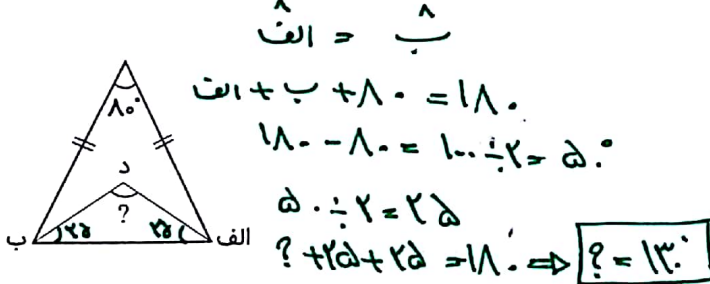 الف̂ = ب̂
الف + ب + ۸۰ = ۱۸۰
۱۸۰ - ۸۰ = ۱۰۰ ÷ ۲ = ۵۰°
۵۰ ÷ ۲ = ۲۵
? + ۲۵ + ۲۵ = ۱۸۰° ⇒ ? = ۱۳۰°
۸۰°
د
?
ب ۲۵ ۲۵ الف